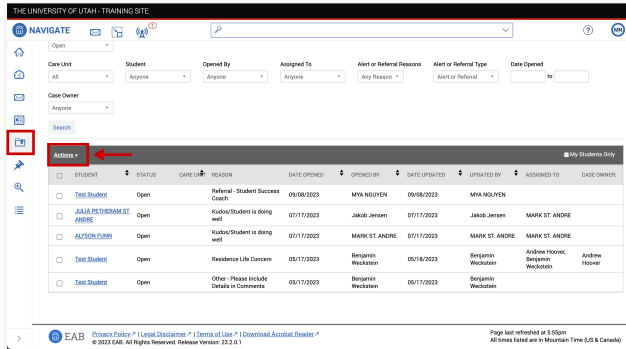 THE UNIVERSITY OF UTAH - TRAINING SITE
NAVIGATE
1
?
MN
Open
Care Unit Student Opened By Assigned To Alert or Referral Reasons Alert or Referral Type Date Opened
All Anyone Anyone Anyone Any Reason Alert or Referral to
Case Owner
Anyone
Search
Actions
My Students Only
STUDENT STATUS CARE UNIT REASON DATE OPENED OPENED BY DATE UPDATED UPDATED BY ASSIGNED TO CASE OWNER:
Test Student Open Referral - Student Success Coach 09/08/2023 MYA NGUYEN 09/08/2023 MYA NGUYEN
JULIA PETHERAM ST ANDRE Open Kudos/Student is doing well 07/17/2023 Jakob Jensen 07/17/2023 Jakob Jensen MARK ST. ANDRE
ALYSON FUNN Open Kudos/Student is doing well 07/17/2023 MARK ST. ANDRE 07/17/2023 MARK ST. ANDRE MARK ST. ANDRE
Test Student Open Residence Life Concern 05/17/2023 Benjamin Weckstein 05/18/2023 Benjamin Weckstein Andrew Hoover, Benjamin Weckstein Andrew Hoover
Test Student Open Other - Please Include Details in Comments 05/17/2023 Benjamin Weckstein 05/17/2023 Benjamin Weckstein
EAB Privacy Policy | Legal Disclaimer | Terms of Use | Download Acrobat Reader
© 2023 EAB. All Rights Reserved. Release Version: 23.2.0.1
Page last refreshed at 5:55pm
All times listed are in Mountain Time (US & Canada)